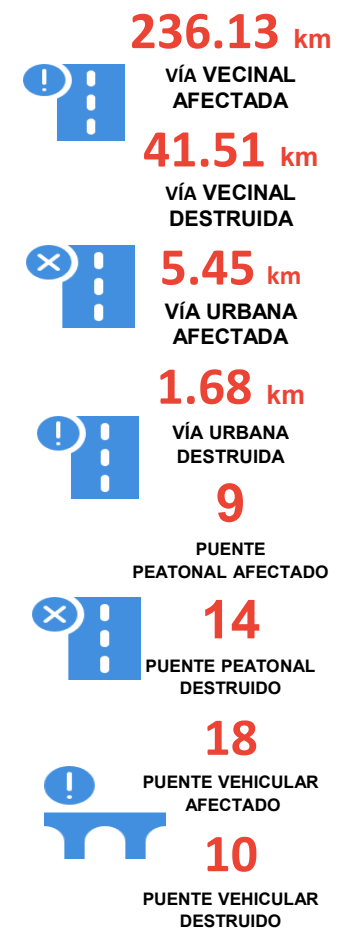 236.13 km
VÍA VECINAL
AFECTADA
41.51 km
VÍA VECINAL
DESTRUIDA
5.45 km
VÍA URBANA
AFECTADA
1.68 km
VÍA URBANA
DESTRUIDA
9
PUENTE
PEATONAL AFECTADO
14
PUENTE PEATONAL
DESTRUIDO
18
PUENTE VEHICULAR
AFECTADO
10
PUENTE VEHICULAR
DESTRUIDO